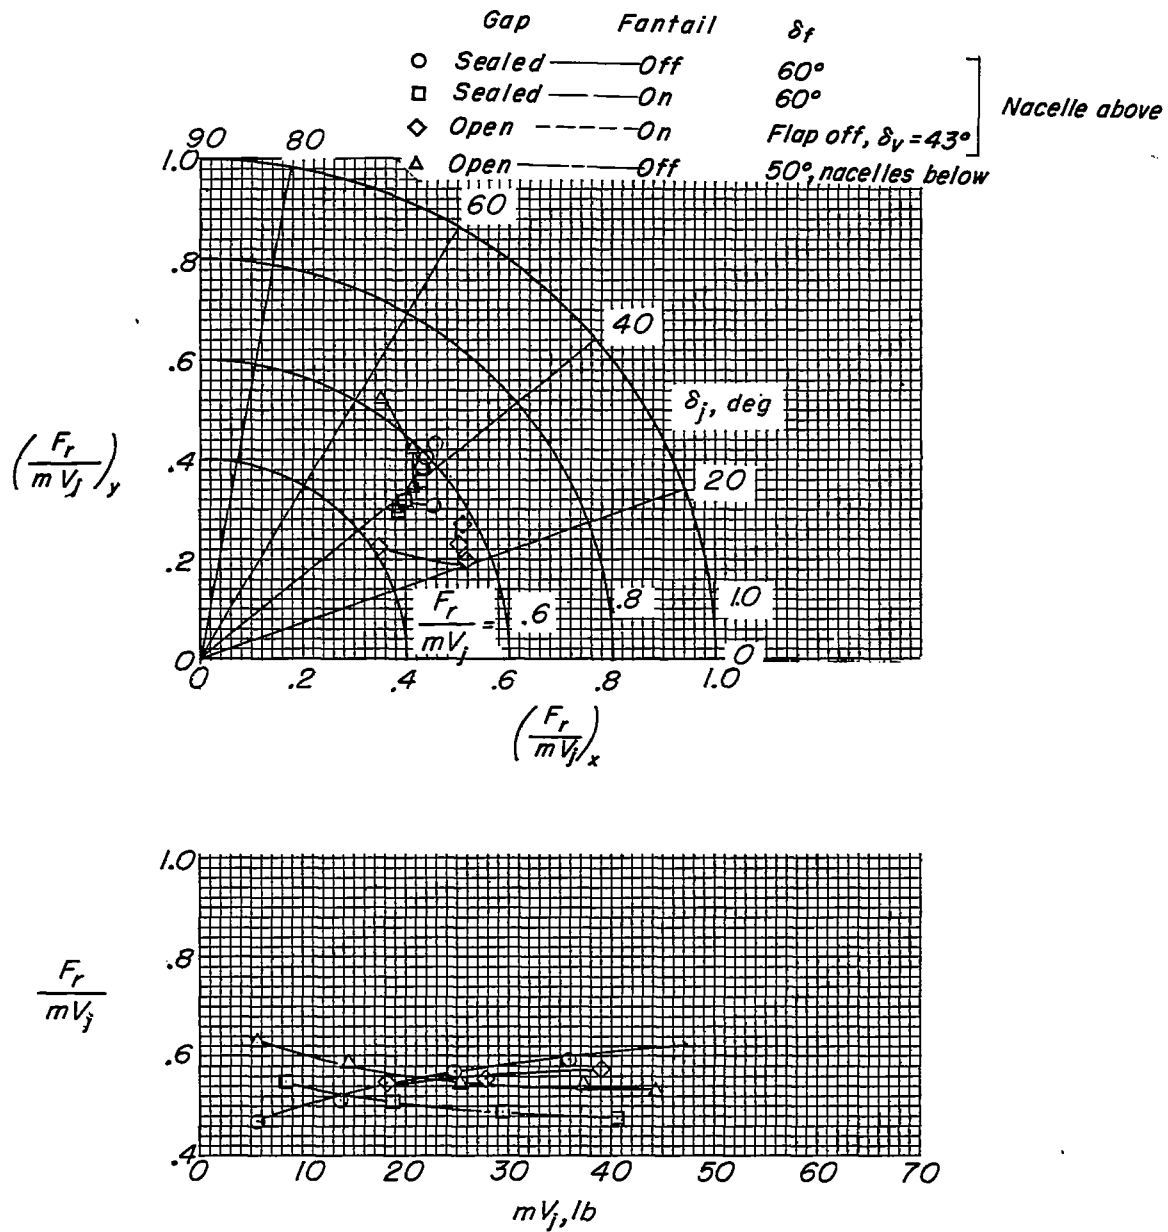 Gap Fantail δf
Sealed Off 60°
Sealed On 60°
Open On Flap off, δv = 43°
Open Off 50°, nacelles below
Nacelle above
90 80
1.0
60
.8
40
.6
δj, deg
(Fr/mVj)y
.4
20
.2
Fr/mVj = .6 .8 1.0
0 0
0 .2 .4 .6 .8 1.0
(Fr/mVj)x
1.0
.8
Fr/mVj
.6
.4
0 10 20 30 40 50 60 70
mVj, lb